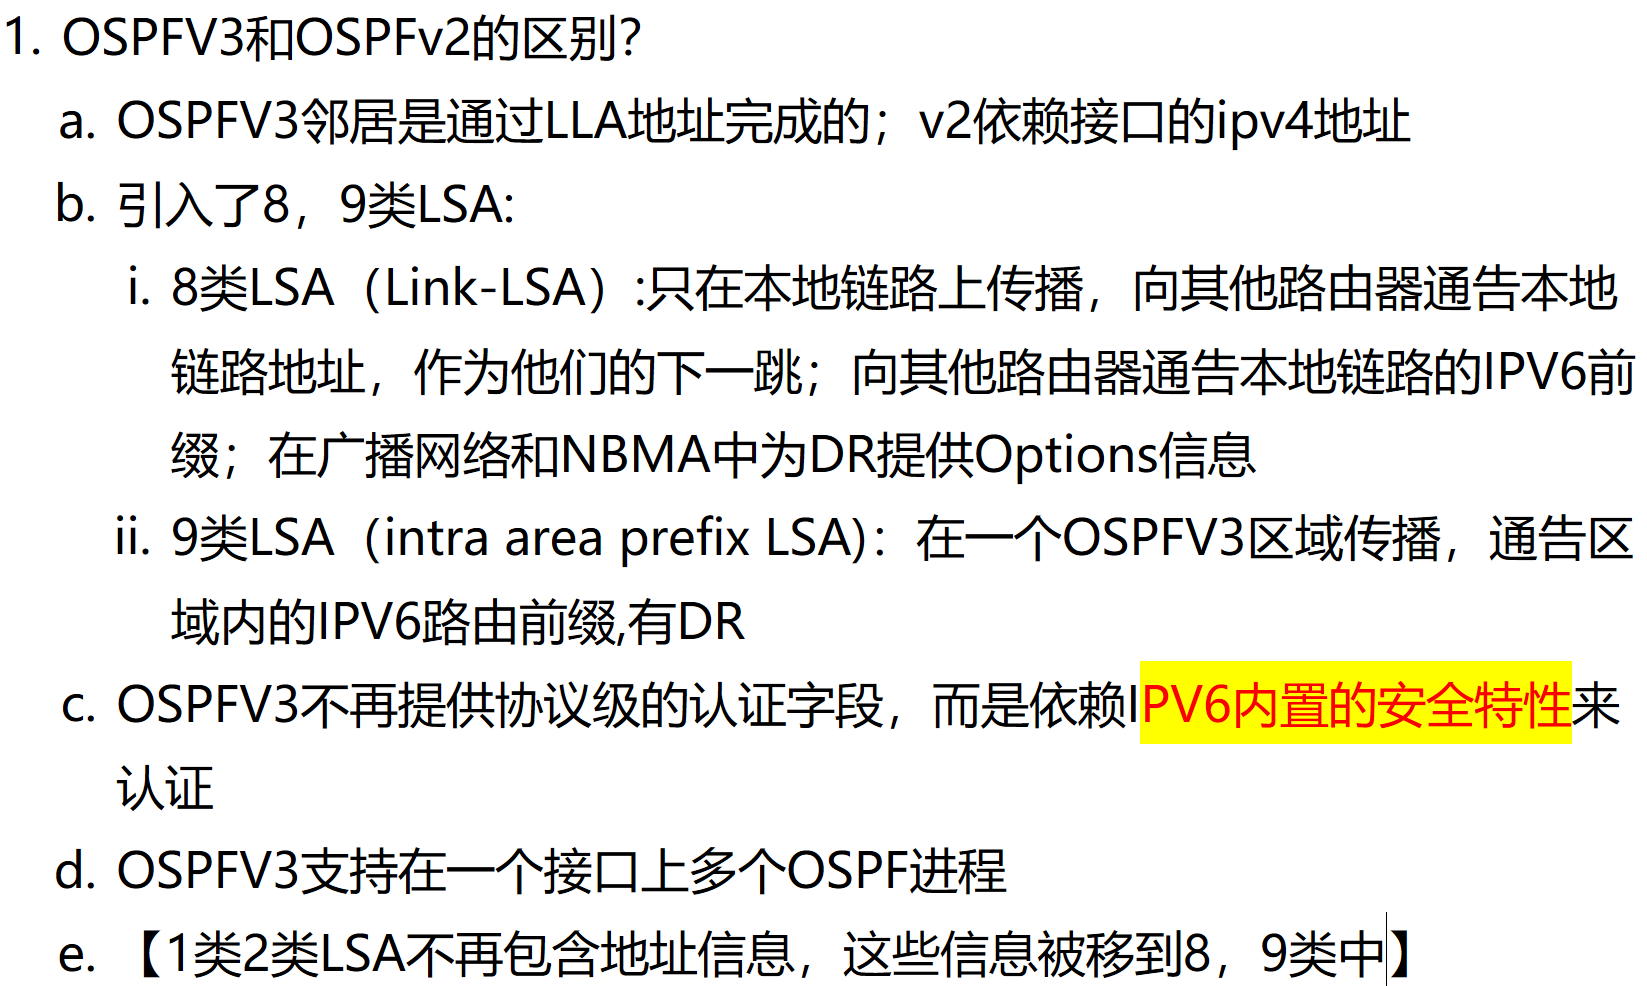 1. OSPFV3和OSPFv2的区别?
a. OSPFV3邻居是通过LLA地址完成的；v2依赖接口的ipv4地址
b. 引入了8，9类LSA:
i. 8类LSA（Link-LSA）:只在本地链路上传播，向其他路由器通告本地
链路地址，作为他们的下一跳；向其他路由器通告本地链路的IPV6前
缀；在广播网络和NBMA中为DR提供Options信息
ii. 9类LSA（intra area prefix LSA)：在一个OSPFV3区域传播，通告区
域内的IPV6路由前缀,有DR
c. OSPFV3不再提供协议级的认证字段，而是依赖IPV6内置的安全特性来
认证
d. OSPFV3支持在一个接口上多个OSPF进程
e. 【1类2类LSA不再包含地址信息，这些信息被移到8，9类中】